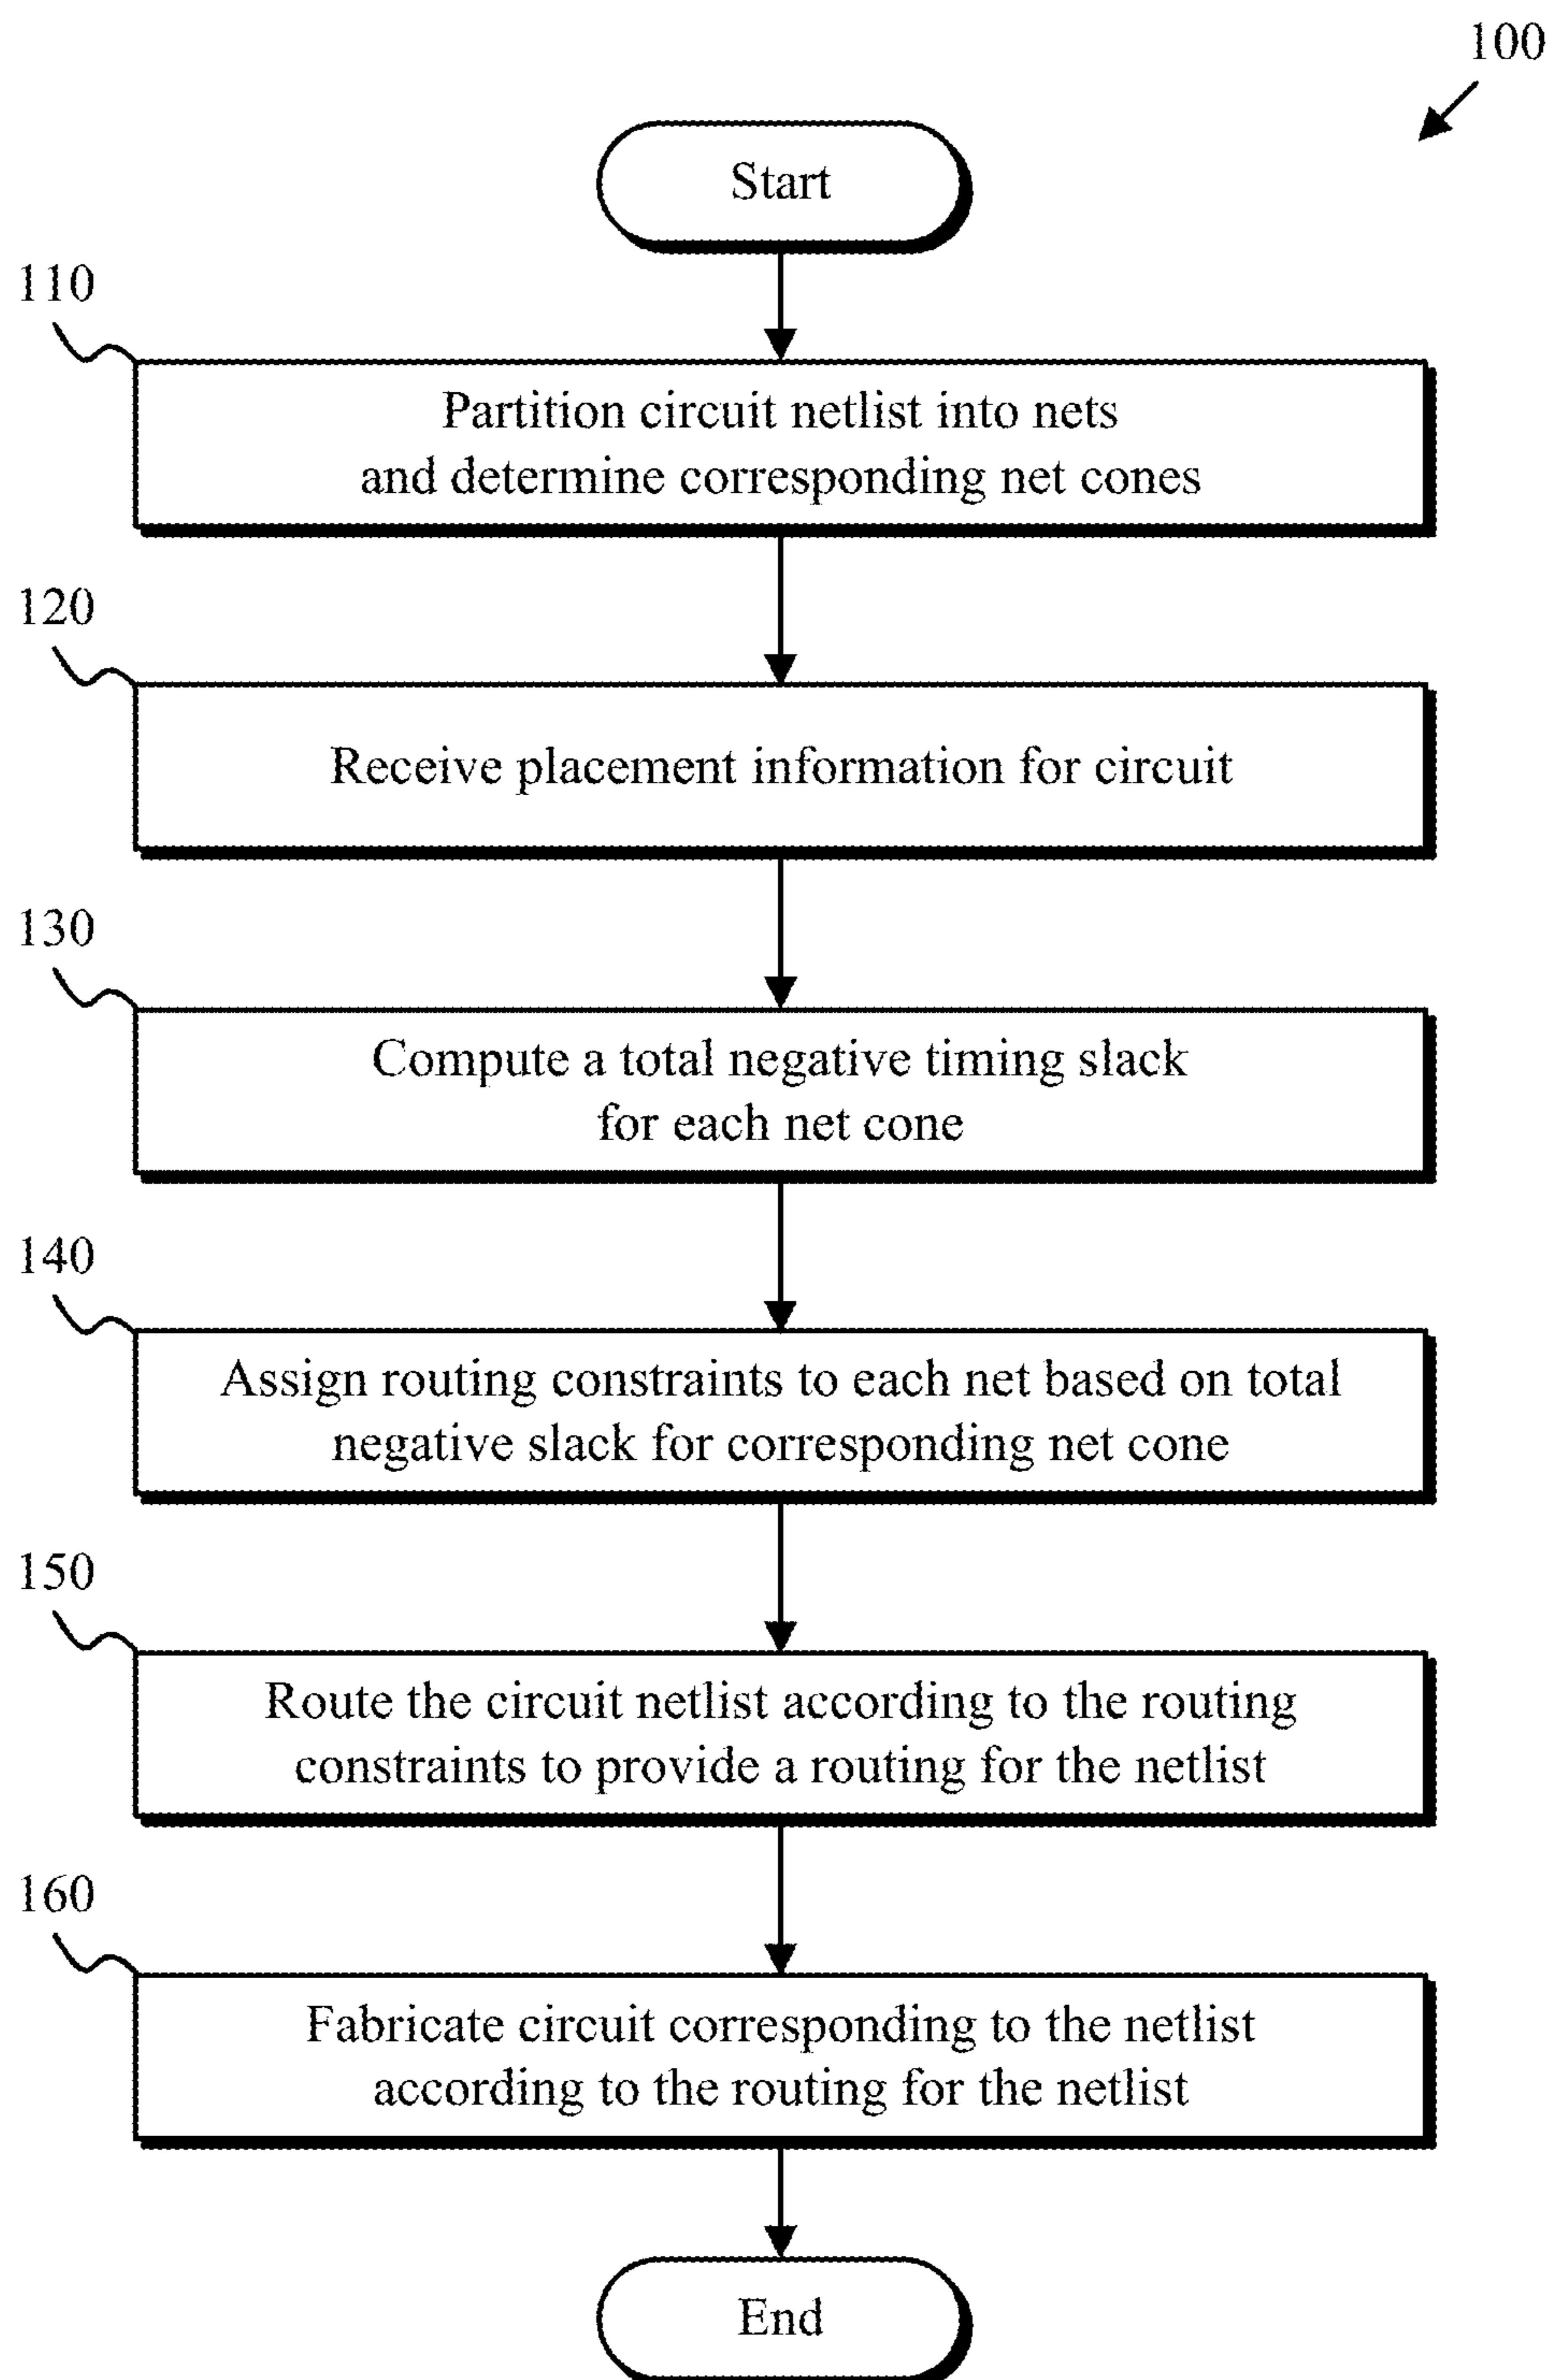 100
Start
110
Partition circuit netlist into nets
and determine corresponding net cones
120
Receive placement information for circuit
130
Compute a total negative timing slack
for each net cone
140
Assign routing constraints to each net based on total
negative slack for corresponding net cone
150
Route the circuit netlist according to the routing
constraints to provide a routing for the netlist
160
Fabricate circuit corresponding to the netlist
according to the routing for the netlist
End